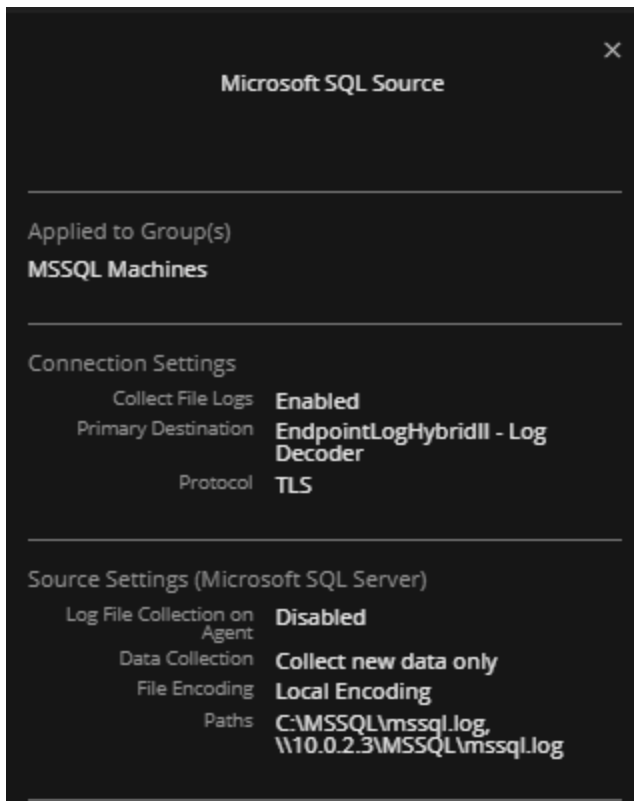 Microsoft SQL Source
Applied to Group(s)
MSSQL Machines
Connection Settings
Collect File Logs Enabled
Primary Destination EndpointLogHybridII - Log
Decoder
Protocol TLS
Source Settings (Microsoft SQL Server)
Log File Collection on Disabled
Agent
Data Collection Collect new data only
File Encoding Local Encoding
Paths C:\MSSQL\mssql.log,
\\10.0.2.3\MSSQL\mssql.log